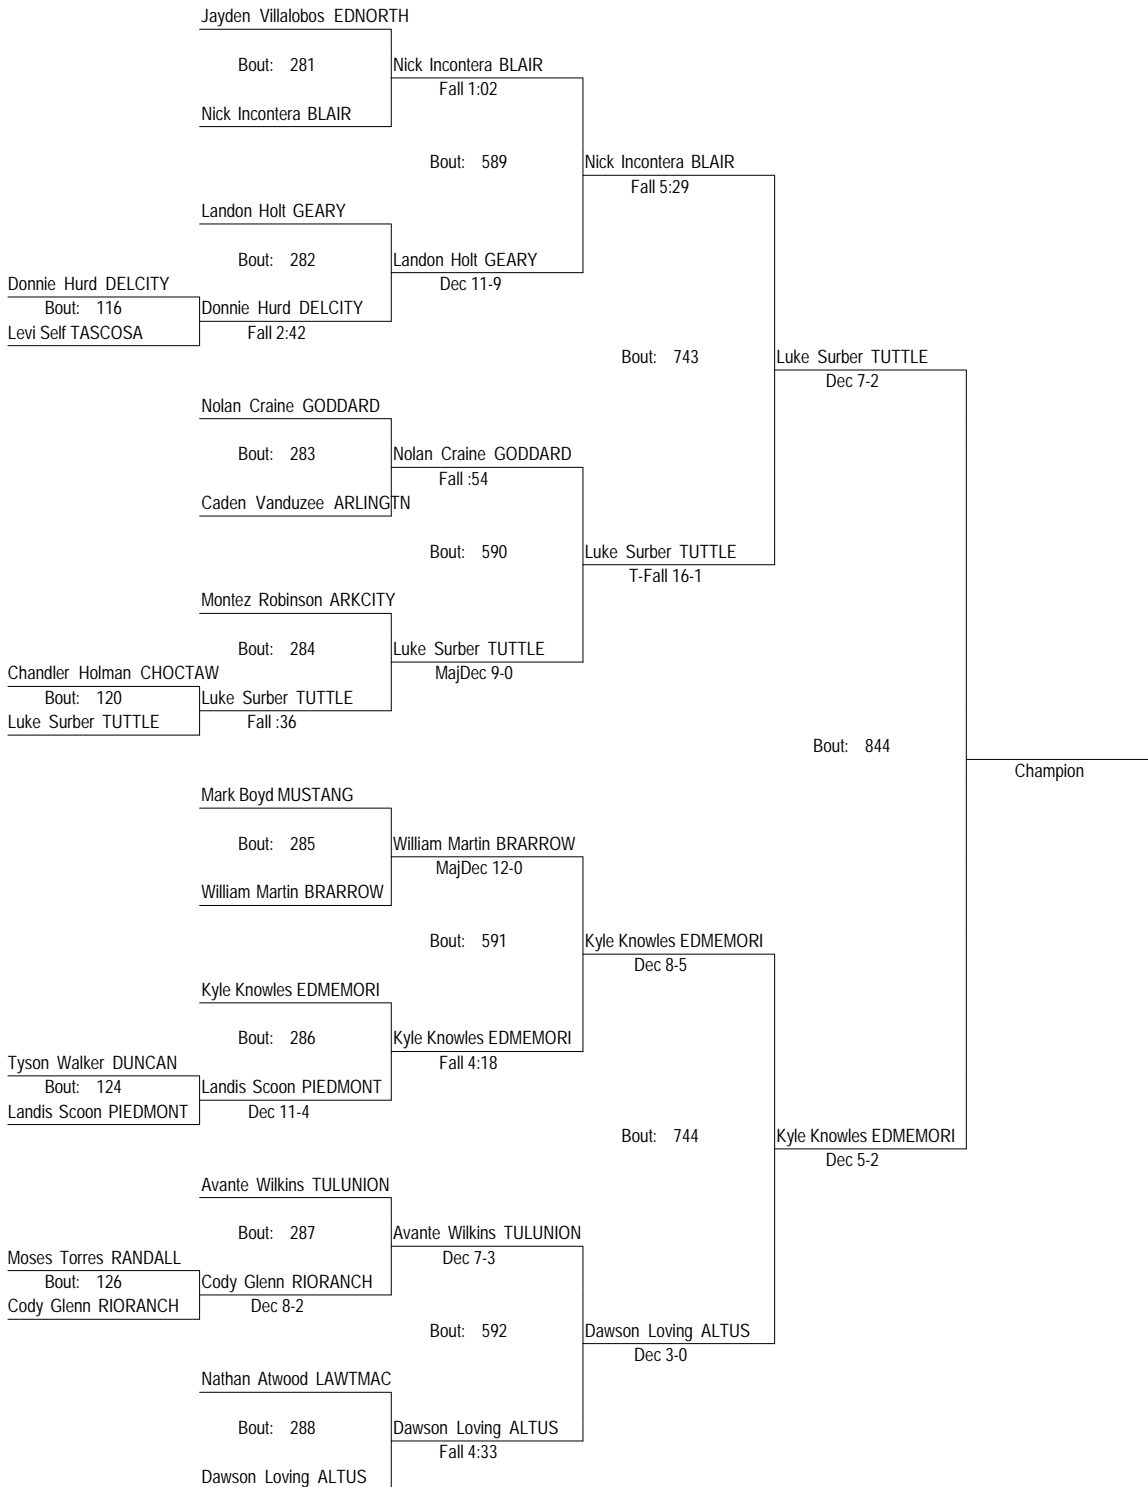 Jayden Villalobos EDNORTH
Bout: 281
Nick Incontera BLAIR
Fall 1:02
Nick Incontera BLAIR
Bout: 589
Nick Incontera BLAIR
Fall 5:29
Landon Holt GEARY
Bout: 282
Landon Holt GEARY
Dec 11-9
Donnie Hurd DELCITY
Bout: 116
Donnie Hurd DELCITY
Levi Self TASCOSA
Fall 2:42
Bout: 743
Luke Surber TUTTLE
Dec 7-2
Nolan Craine GODDARD
Bout: 283
Nolan Craine GODDARD
Fall :54
Caden Vanduzee ARLINGTN
Bout: 590
Luke Surber TUTTLE
T-Fall 16-1
Montez Robinson ARKCITY
Bout: 284
Luke Surber TUTTLE
MajDec 9-0
Chandler Holman CHOCTAW
Bout: 120
Luke Surber TUTTLE
Luke Surber TUTTLE
Fall :36
Bout: 844
Champion
Mark Boyd MUSTANG
Bout: 285
William Martin BRARROW
MajDec 12-0
William Martin BRARROW
Bout: 591
Kyle Knowles EDMEMORI
Dec 8-5
Kyle Knowles EDMEMORI
Bout: 286
Kyle Knowles EDMEMORI
Fall 4:18
Tyson Walker DUNCAN
Bout: 124
Landis Scoon PIEDMONT
Landis Scoon PIEDMONT
Dec 11-4
Bout: 744
Kyle Knowles EDMEMORI
Dec 5-2
Avante Wilkins TULUNION
Bout: 287
Avante Wilkins TULUNION
Dec 7-3
Moses Torres RANDALL
Bout: 126
Cody Glenn RIORANCH
Cody Glenn RIORANCH
Dec 8-2
Bout: 592
Dawson Loving ALTUS
Dec 3-0
Nathan Atwood LAWTMAC
Bout: 288
Dawson Loving ALTUS
Fall 4:33
Dawson Loving ALTUS